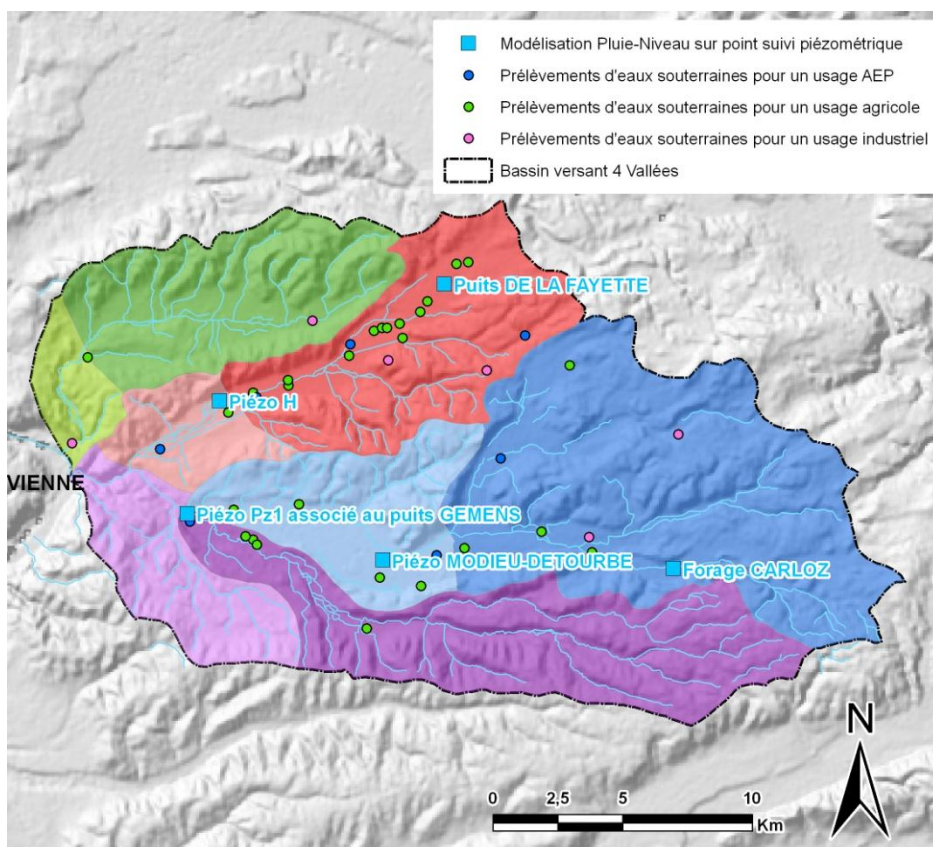 Modélisation Pluie-Niveau sur point suivi piézométrique
Prélèvements d'eaux souterraines pour un usage AEP
Prélèvements d'eaux souterraines pour un usage agricole
Prélèvements d'eaux souterraines pour un usage industriel
Bassin versant 4 Vallées
Puits DE LA FAYETTE
Piézo H
VIENNE
Piézo Pz1 associé au puits GEMENS
Piézo MODIEU-DETOURBE
Forage CARLOZ
N
0 2,5 5 10
Km